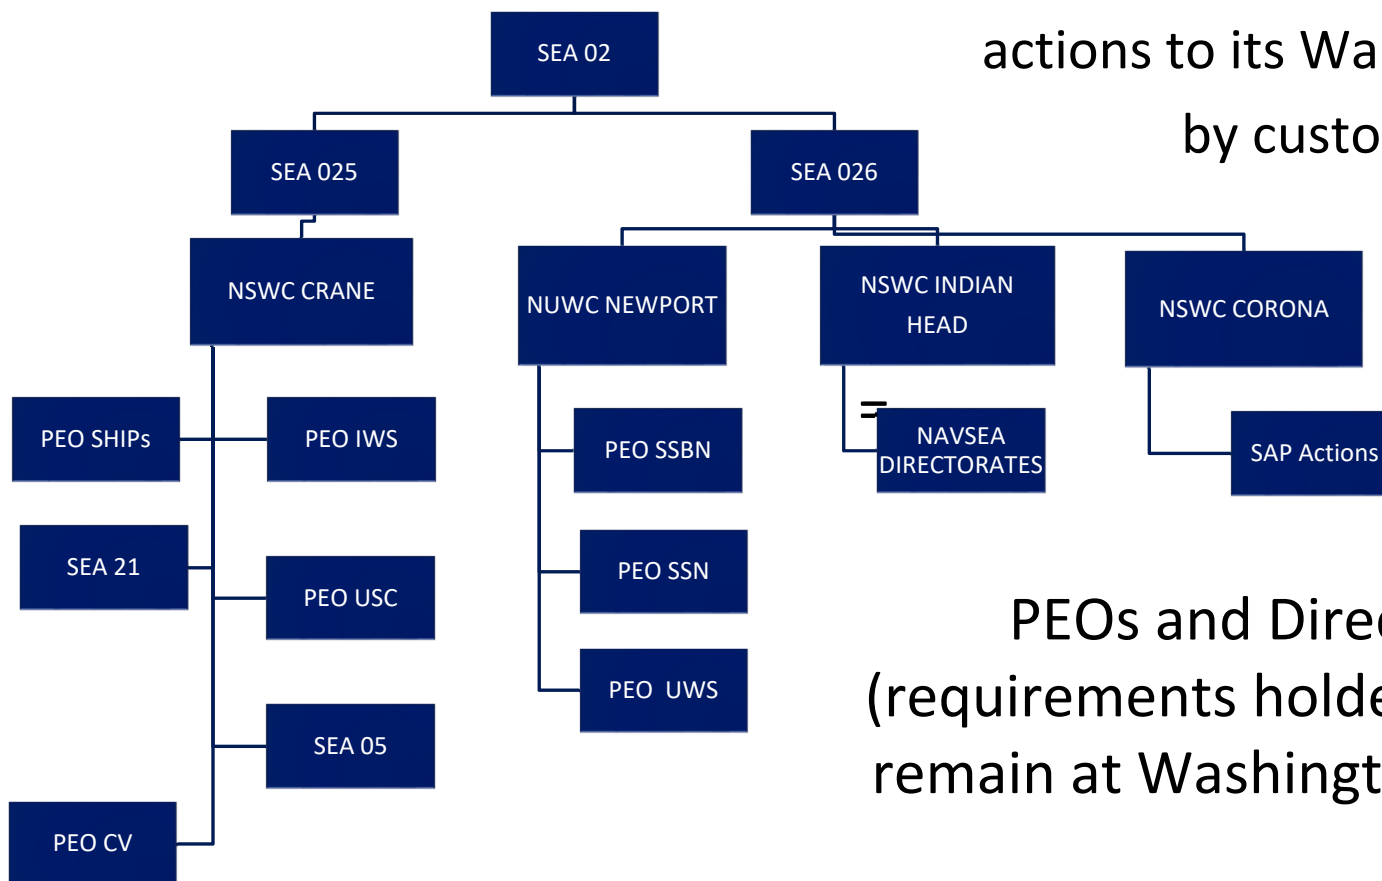 SEA 02
actions to its Wa
by custo
SEA 025
SEA 026
NSWC CRANE
NUWC NEWPORT
NSWC INDIAN
HEAD
NSWC CORONA
PEO SHIPs
PEO IWS
PEO SSBN
NAVSEA
DIRECTORATES
SAP Actions
SEA 21
PEO USC
PEO SSN
PEOs and Direc
(requirements holde
remain at Washingt
PEO UWS
SEA 05
PEO CV